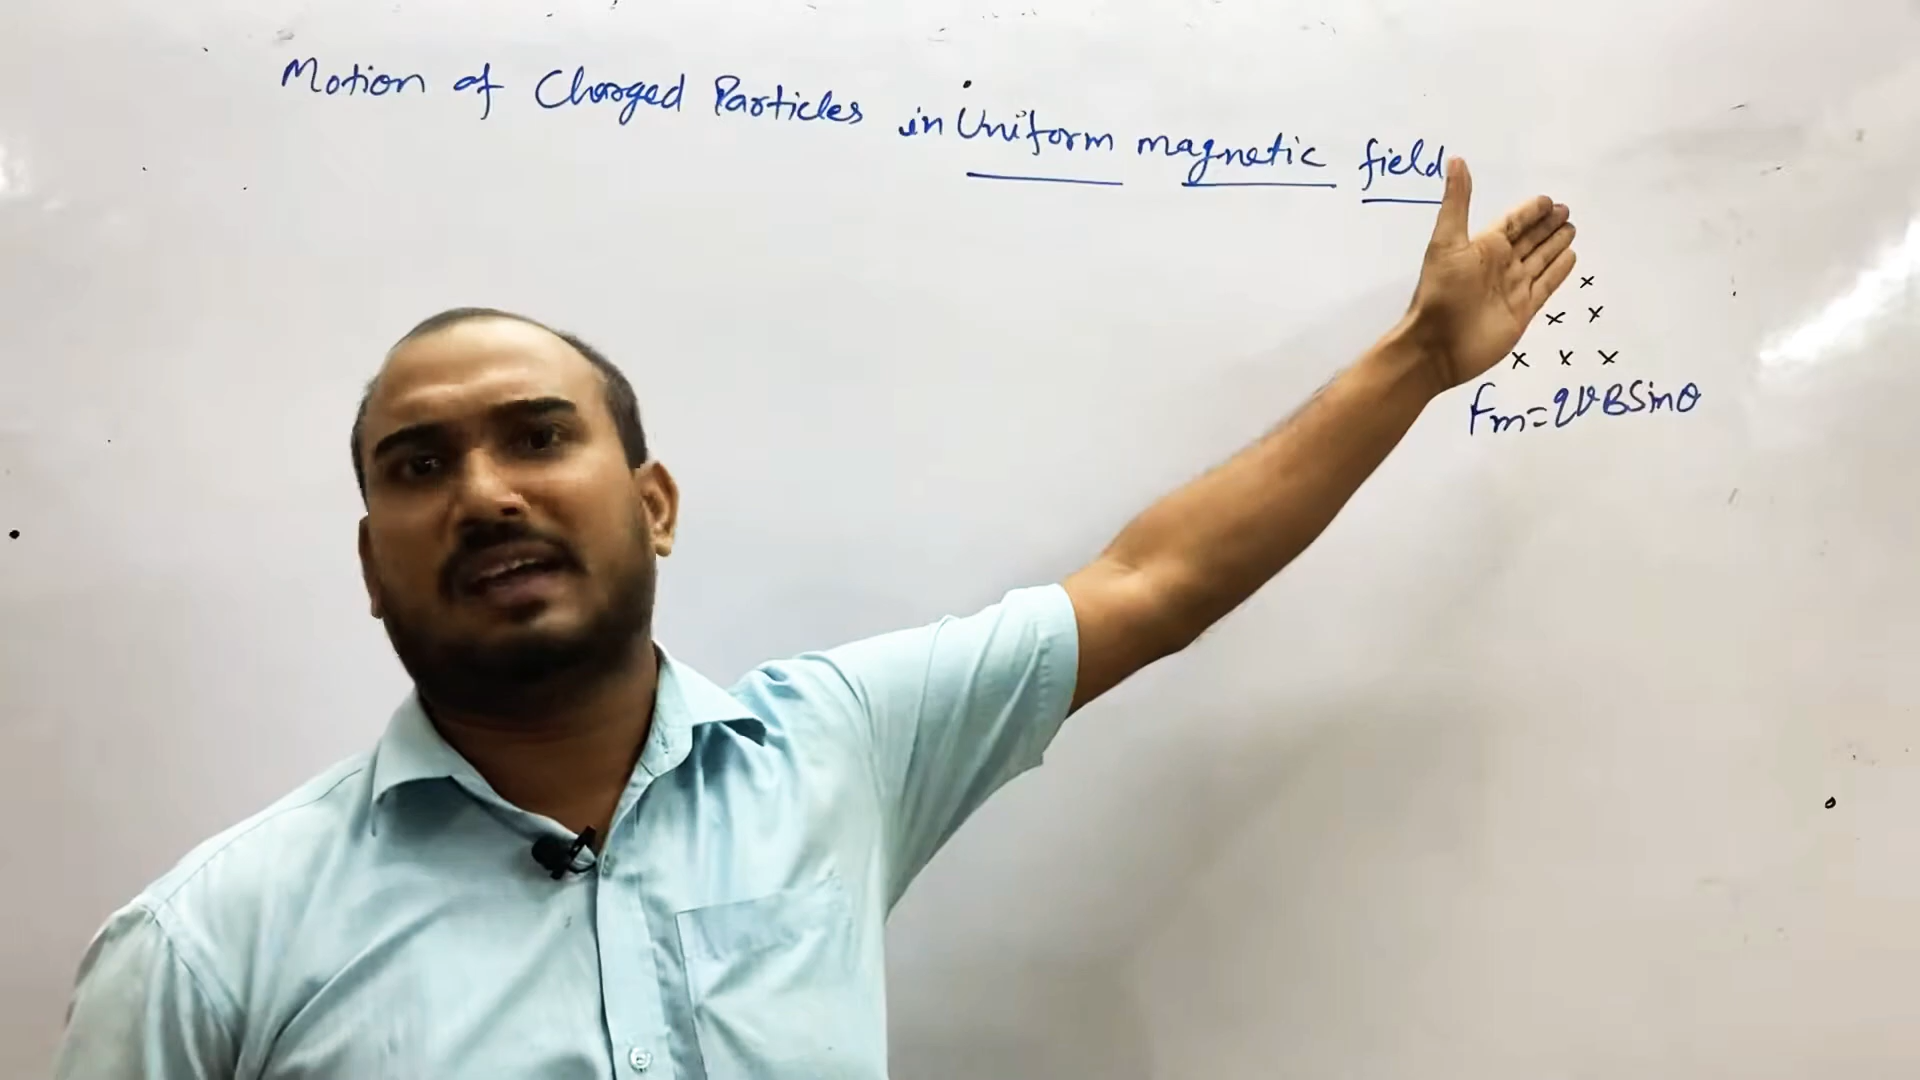 Motion of Charged Particles in Uniform magnetic field
x
x x
x x x
Fm=qVBSinθ